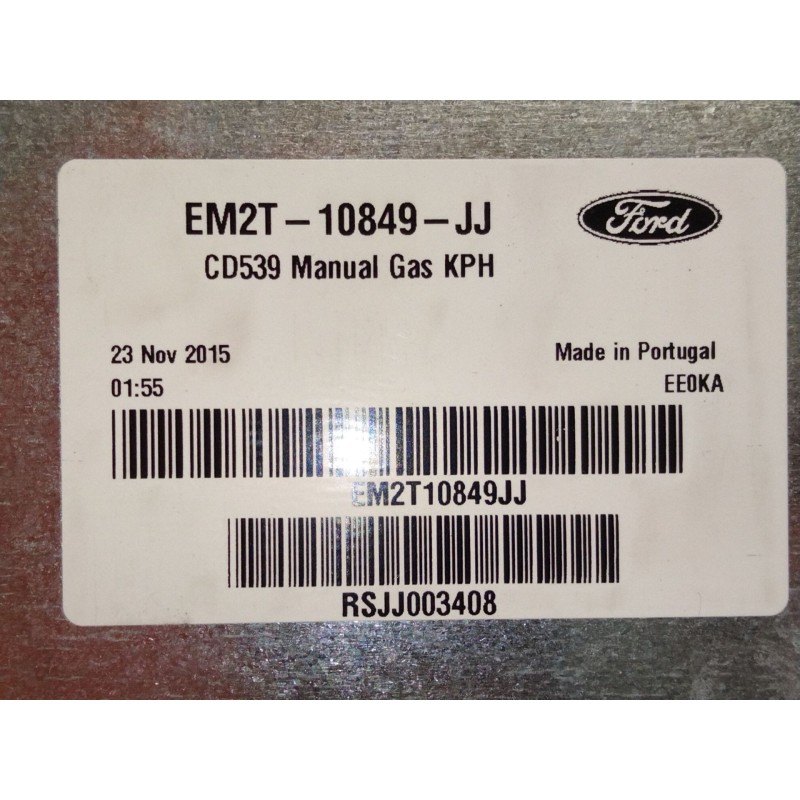 EM2T-10849-JJ
Ford
CD539 Manual Gas KPH
23 Nov 2015
Made in Portugal
01:55
EE0KA
EM2T10849JJ
RSJJ003408